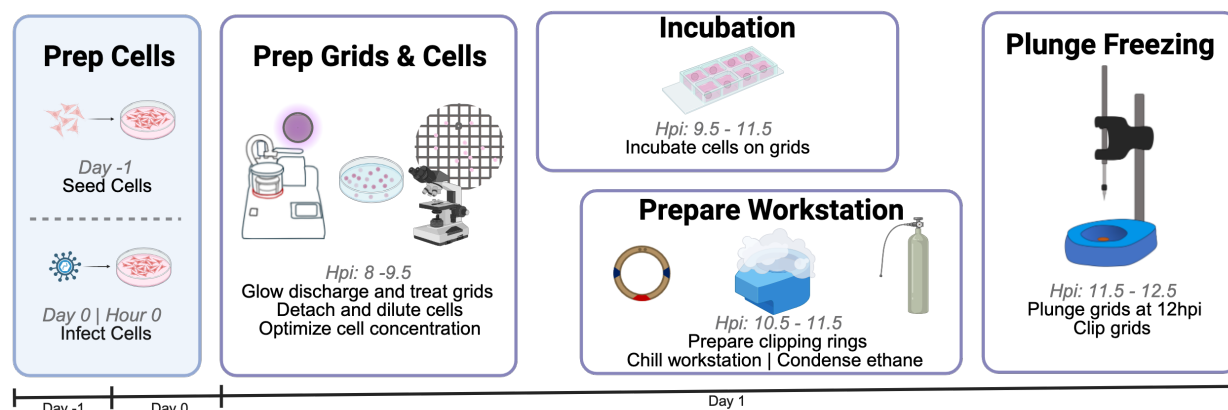 Prep Cells
Day -1
Seed Cells
Day 0 | Hour 0
Infect Cells
Prep Grids & Cells
Hpi: 8 -9.5
Glow discharge and treat grids
Detach and dilute cells
Optimize cell concentration
Incubation
Hpi: 9.5 - 11.5
Incubate cells on grids
Prepare Workstation
Hpi: 10.5 - 11.5
Prepare clipping rings
Chill workstation | Condense ethane
Plunge Freezing
Hpi: 11.5 - 12.5
Plunge grids at 12hpi
Clip grids
Day -1
Day 0
Day 1